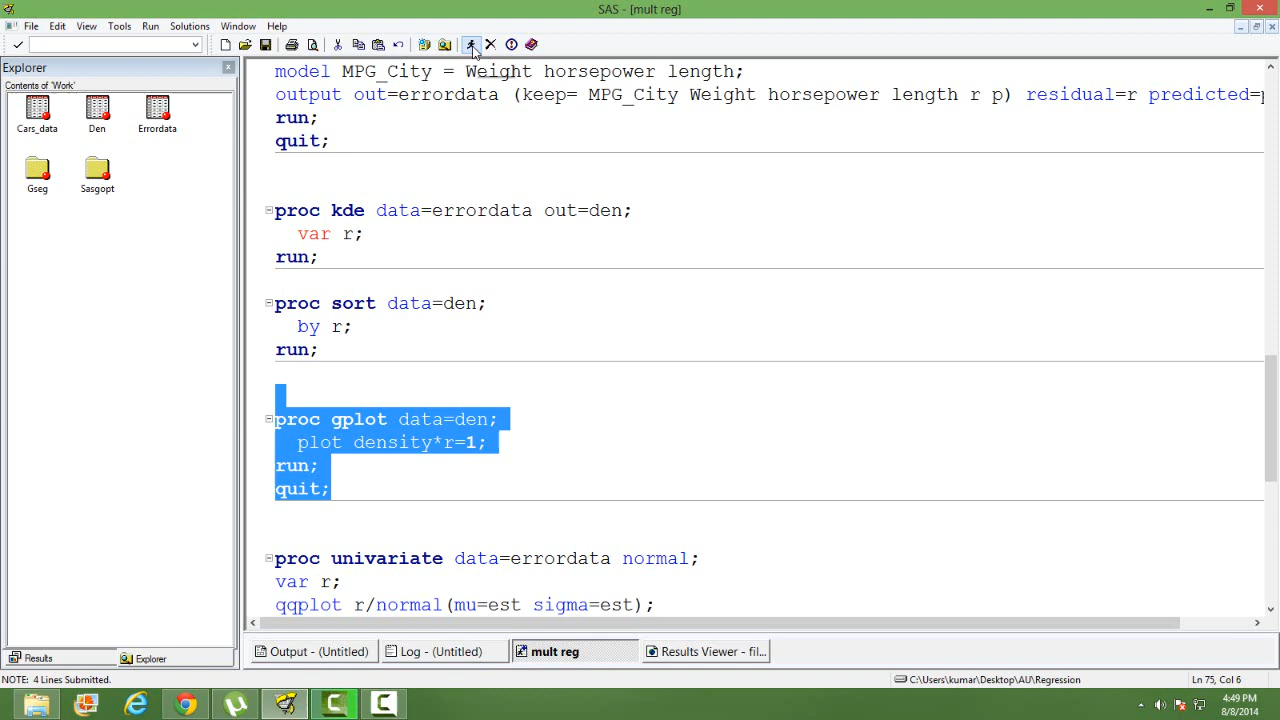 SAS - [mult reg]
File Edit View Tools Run Solutions Window Help
Explorer
Contents of 'Work'
Cars_data Den Errordata
Gseg Sasgopt
model MPG_City = Weight horsepower length;
output out=errordata (keep= MPG_City Weight horsepower length r p) residual=r predicted=p
run;
quit;
proc kde data=errordata out=den;
var r;
run;
proc sort data=den;
by r;
run;
proc gplot data=den;
plot density*r=1;
run;
quit;
proc univariate data=errordata normal;
var r;
qqplot r/normal(mu=est sigma=est);
Results Explorer
Output - (Untitled) Log - (Untitled) mult reg Results Viewer - fil...
NOTE: 4 Lines Submitted. C:\Users\kumar\Desktop\AU\Regression Ln 75, Col 6
4:49 PM
8/8/2014